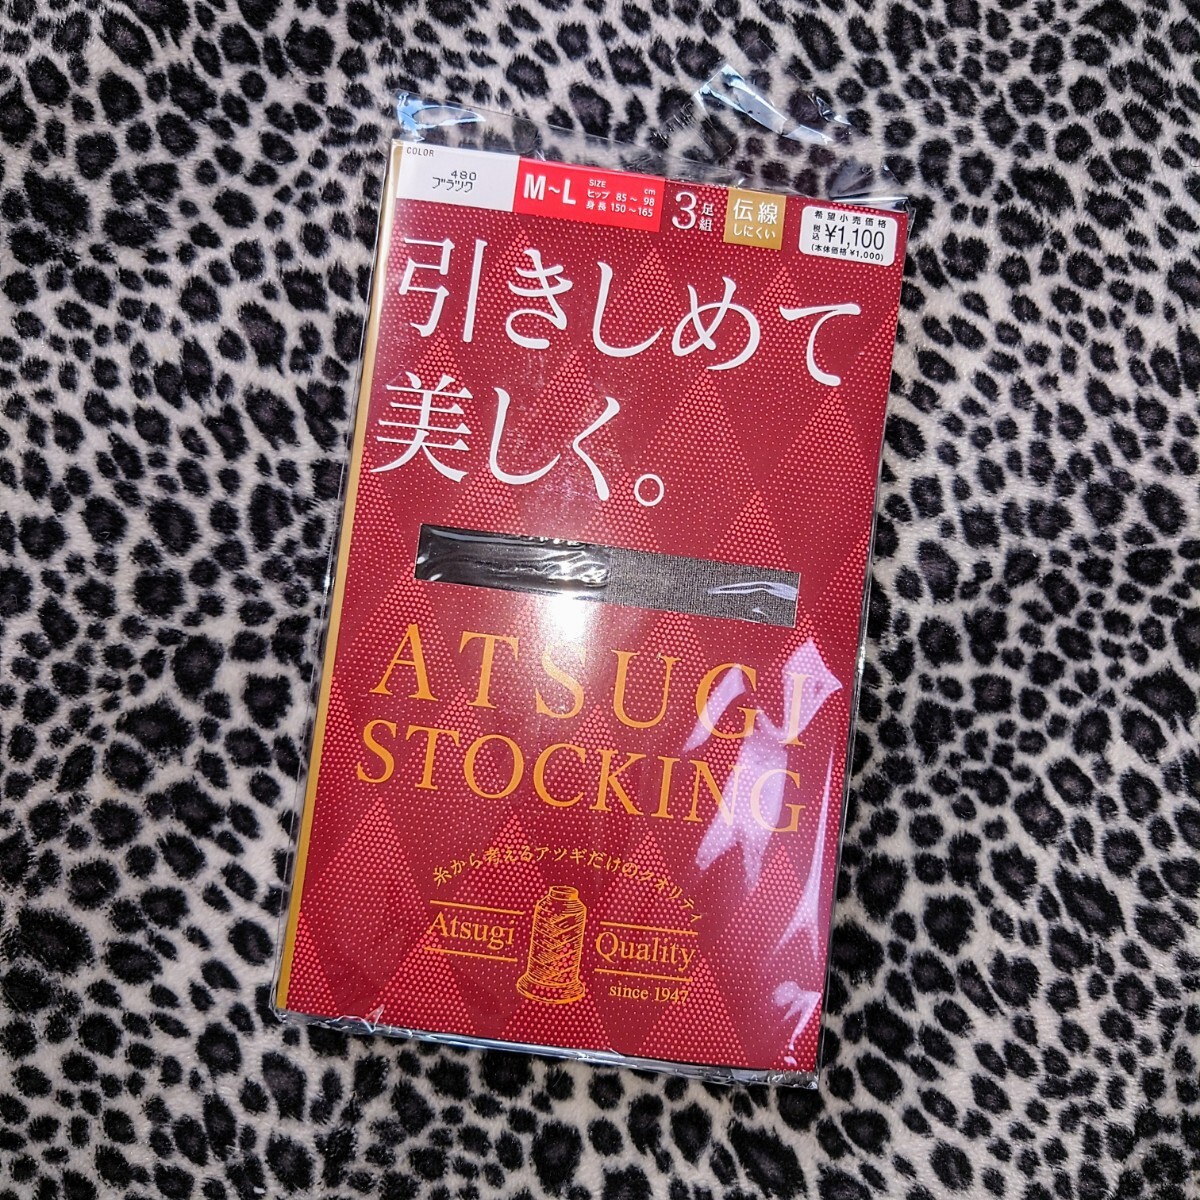 COLOR
480
ブラック
M~L
SIZE cm
ヒップ 85~98
身長 150~165
3足組
伝線
しにくい
希望小売価格
税込 ¥1,100
(本体価格 ¥1,000)
引きしめて
美しく。
ATSUGI
STOCKING
糸から考えるアツギだけのクオリティ
Atsugi Quality
since 1947